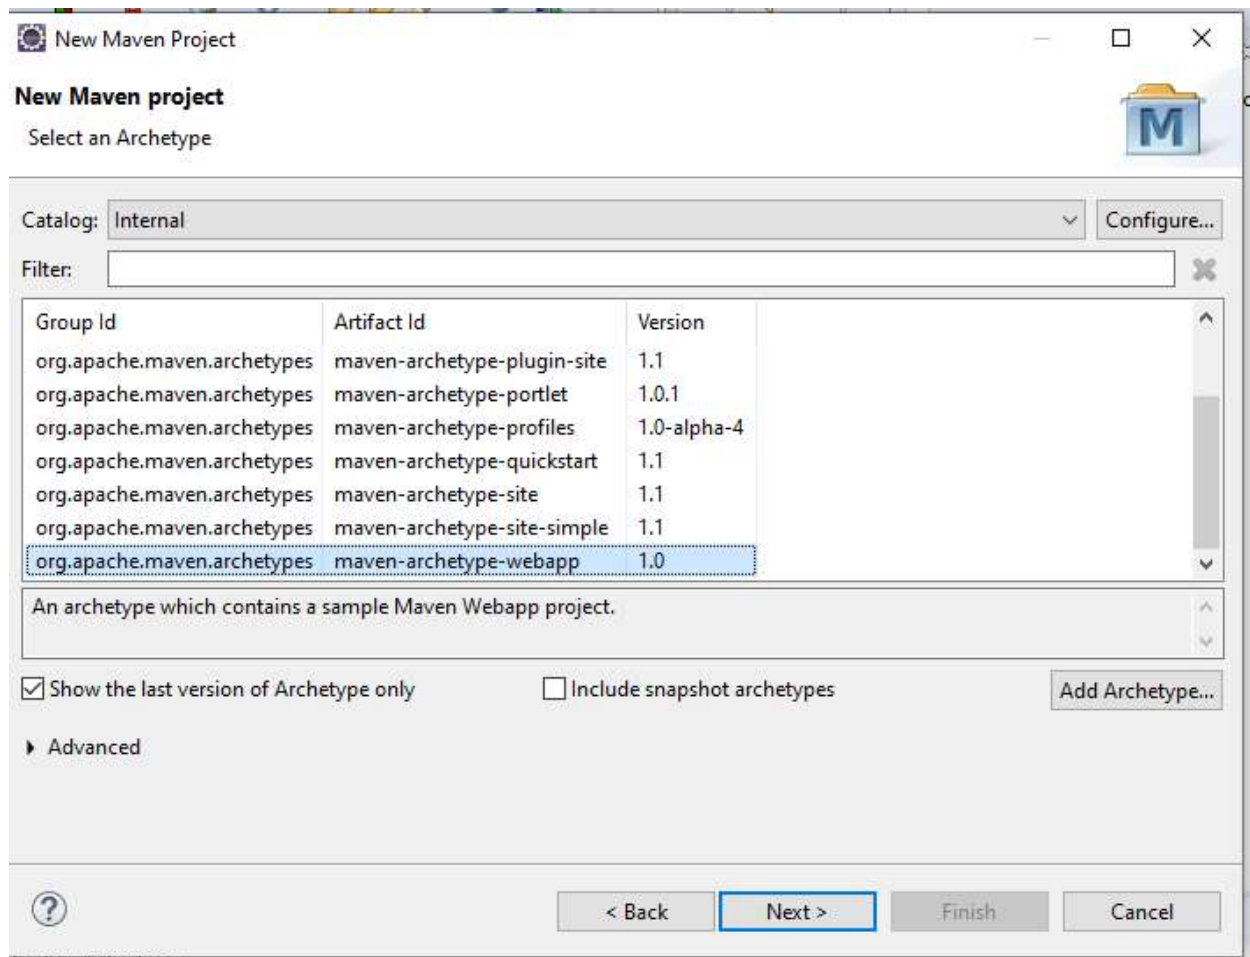 New Maven Project
New Maven project
Select an Archetype
M
Catalog: Internal Configure...
Filter:
Group Id Artifact Id Version
org.apache.maven.archetypes maven-archetype-plugin-site 1.1
org.apache.maven.archetypes maven-archetype-portlet 1.0.1
org.apache.maven.archetypes maven-archetype-profiles 1.0-alpha-4
org.apache.maven.archetypes maven-archetype-quickstart 1.1
org.apache.maven.archetypes maven-archetype-site 1.1
org.apache.maven.archetypes maven-archetype-site-simple 1.1
org.apache.maven.archetypes maven-archetype-webapp 1.0
An archetype which contains a sample Maven Webapp project.
Show the last version of Archetype only Include snapshot archetypes Add Archetype...
Advanced
? < Back Next > Finish Cancel